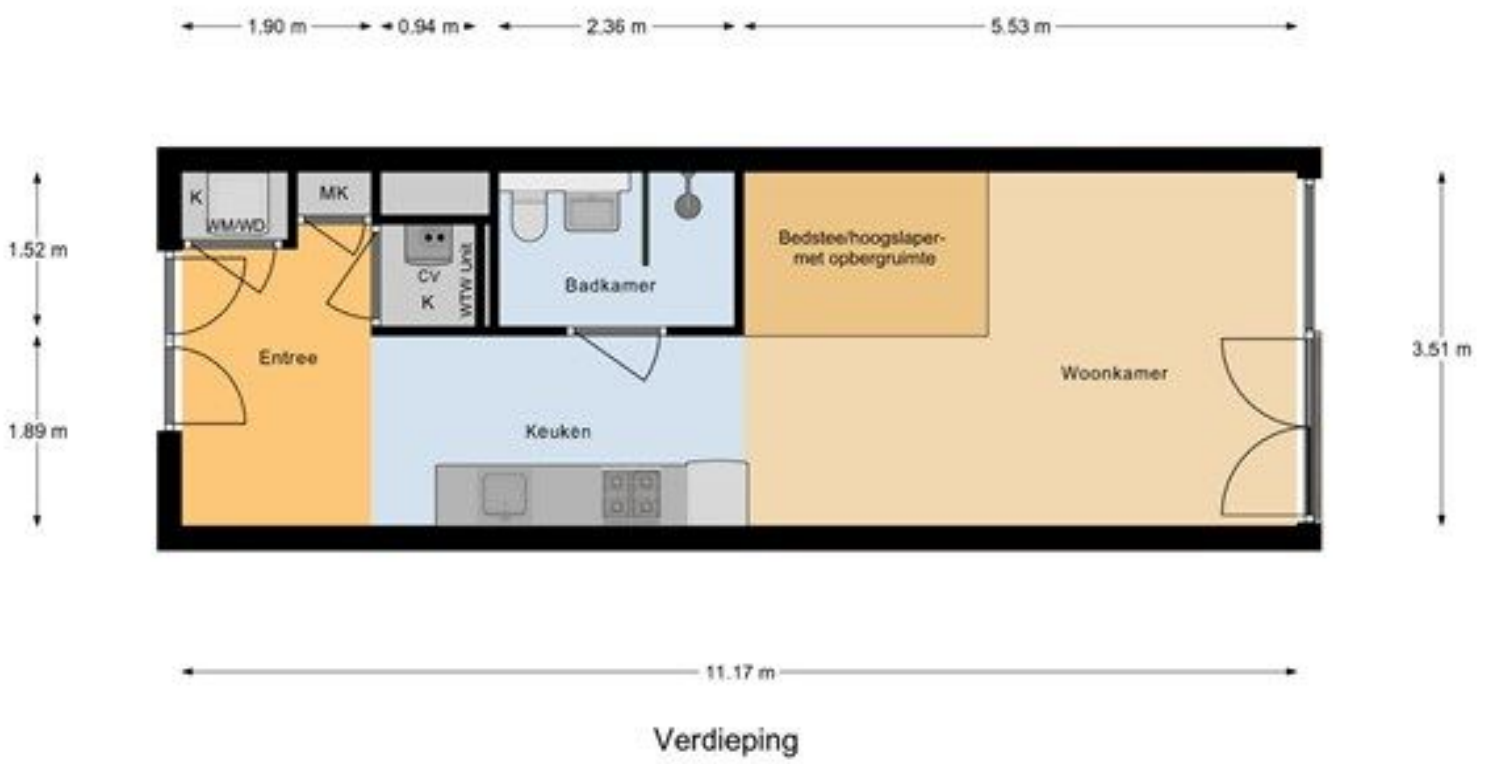 1.90 m
0.94 m
2.36 m
5.53 m
K
WM/WD
MK
CV
K
WTW Unit
Badkamer
Bedstee/hoogslaper-
met opbergruimte
1.52 m
Entree
Woonkamer
3.51 m
1.89 m
Keuken
11.17 m
Verdieping